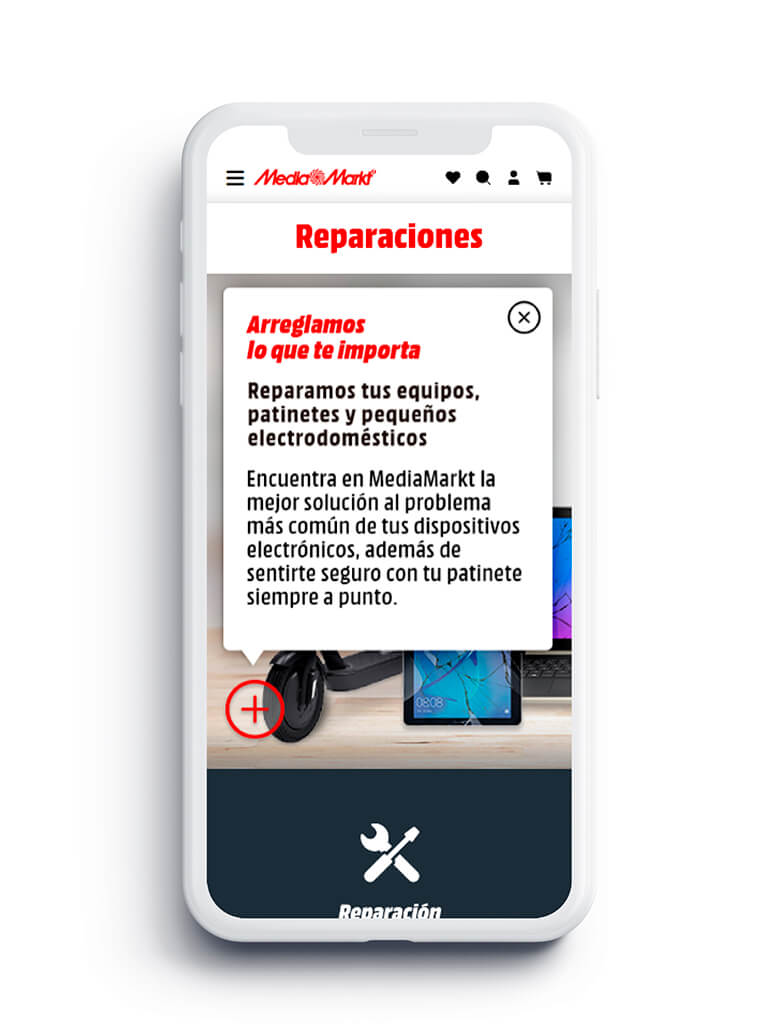 MediaMarkt
Reparaciones
Arreglamos
lo que te importa
Reparamos tus equipos,
patinetes y pequeños
electrodomésticos
Encuentra en MediaMarkt la
mejor solución al problema
más común de tus dispositivos
electrónicos, además de
sentirte seguro con tu patinete
siempre a punto.
08:08
Reparación